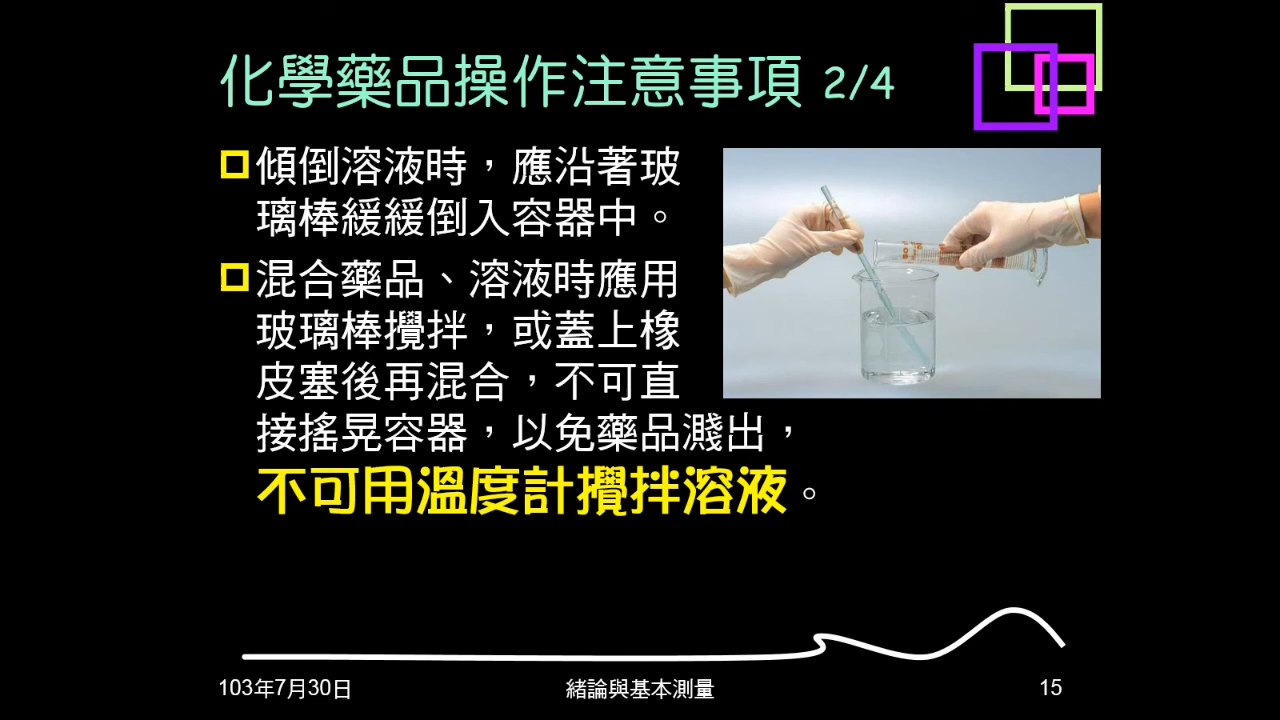 化學藥品操作注意事項 2/4
傾倒溶液時，應沿著玻
璃棒緩緩倒入容器中。
混合藥品、溶液時應用
玻璃棒攪拌，或蓋上橡
皮塞後再混合，不可直
接搖晃容器，以免藥品濺出，
不可用溫度計攪拌溶液。
103年7月30日
緒論與基本測量
15